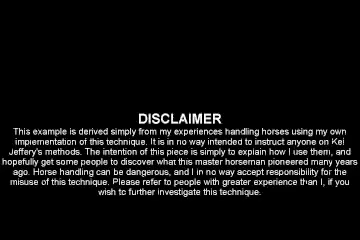 DISCLAIMER
This example is derived simply from my experiences handling horses using my own
implementation of this technique. It is in no way intended to instruct anyone on Kel
Jeffery's methods. The intention of this piece is simply to explain how I use them, and
hopefully get some people to discover what this master horseman pioneered many years
ago. Horse handling can be dangerous, and I in no way accept responsibility for the
misuse of this technique. Please refer to people with greater experience than I, if you
wish to further investigate this technique.